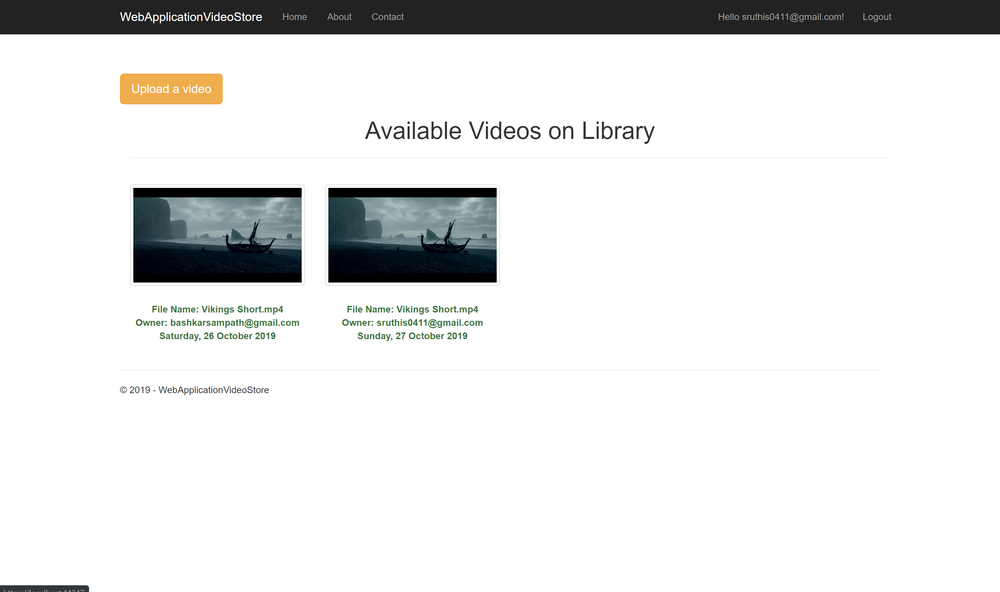 WebApplicationVideoStore Home About Contact Hello sruthis0411@gmail.com! Logout
Upload a video
Available Videos on Library
File Name: Vikings Short.mp4
Owner: bashkarsampath@gmail.com
Saturday, 26 October 2019
File Name: Vikings Short.mp4
Owner: sruthis0411@gmail.com
Sunday, 27 October 2019
© 2019 - WebApplicationVideoStore